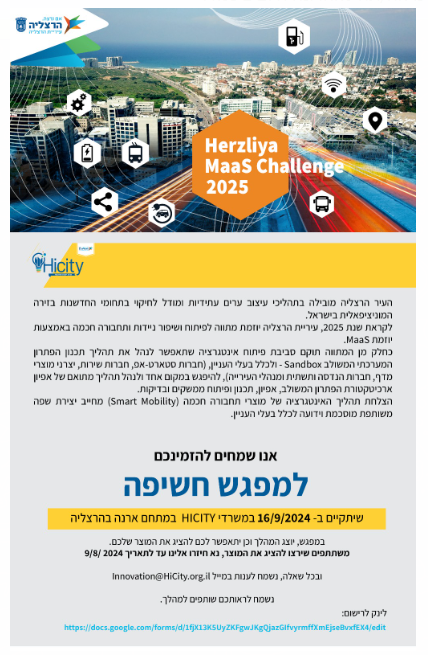 הרצליה
עיריית הרצליה
Herzliya
MaaS Challenge
2025
Hicity
העיר הרצליה מובילה בתהליכי עיצוב ערים עתידיות ומודל לחיקוי בתחומי החדשנות בזירה
המוניציפאלית בישראל.
לקראת שנת 2025, עיריית הרצליה יוזמת מתווה לפיתוח ושיפור ניידות ותחבורה חכמה באמצעות
יוזמת MaaS.
כחלק מן המתווה תוקם סביבת פיתוח אינטגרציה שתאפשר לנהל את תהליך תכנון הפתרון
המערכתי המשולב Sandbox - ולכלל בעלי העניין, (חברות סטארט-אפ, חברות שירות, יצרני מוצרי
מדף, חברות הנדסה ותשתית ומנהלי העירייה), להיפגש במקום אחד ולנהל תהליך מתואם של אפיון
ארכיטקטורת הפתרון המשולב, אפיון, תכנון ופיתוח ממשקים ובדיקות.
הצלחת תהליך האינטגרציה של מוצרי תחבורה חכמה (Smart Mobility) מחייב יצירת שפה
משותפת מוסכמת וידועה לכלל בעלי העניין.
אנו שמחים להזמינכם
למפגש חשיפה
שיתקיים ב- 16/9/2024 במשרדי HICITY במתחם ארנה בהרצליה
במפגש, יוצג המהלך וכן יתאפשר לכם להציג את המוצר שלכם.
משתתפים שירצו להציג את המוצר, נא חיזרו אלינו עד לתאריך 9/8/ 2024
ובכל שאלה, נשמח לענות במייל Innovation@HiCity.org.il
נשמח לראותכם שותפים למהלך.
לינק לרישום:
https://docs.google.com/forms/d/1fjX13K5UyZKFgwJKgQjazGIfvyrmffXmEjseBvxfEX4/edit